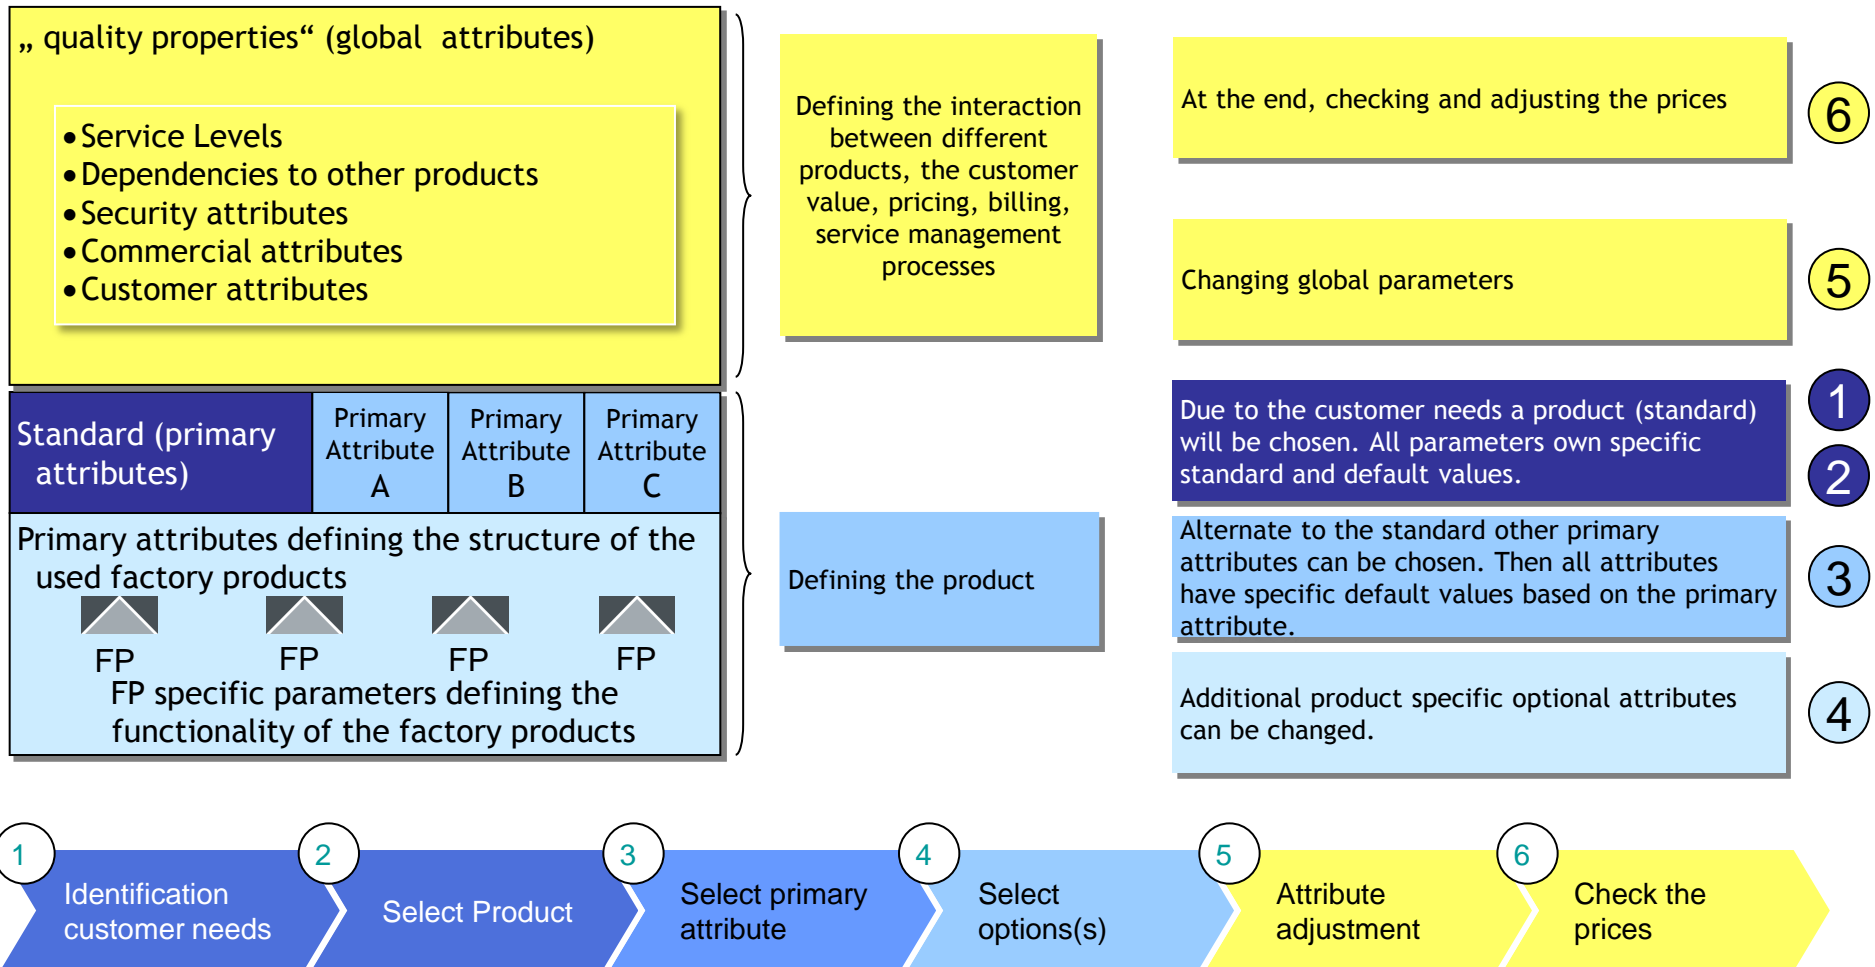 „ quality properties“ (global  attributes)
•Service Levels
•Dependencies to other products
•Security attributes
•Commercial attributes
•Customer attributes
Defining the interaction
between different
products, the customer
value, pricing, billing,
service management
processes
At the end, checking and adjusting the prices
6
Changing global parameters
5
Standard (primary
attributes)
Primary
Attribute
A
Primary
Attribute
B
Primary
Attribute
C
Primary attributes defining the structure of the
used factory products
FP
FP
FP
FP
FP specific parameters defining the
functionality of the factory products
Defining the product
Due to the customer needs a product (standard)
will be chosen. All parameters own specific
standard and default values.
1
2
Alternate to the standard other primary
attributes can be chosen. Then all attributes
have specific default values based on the primary
attribute.
3
Additional product specific optional attributes
can be changed.
4
1
Identification
customer needs
2
Select Product
3
Select primary
attribute
4
Select
options(s)
5
Attribute
adjustment
6
Check the
prices